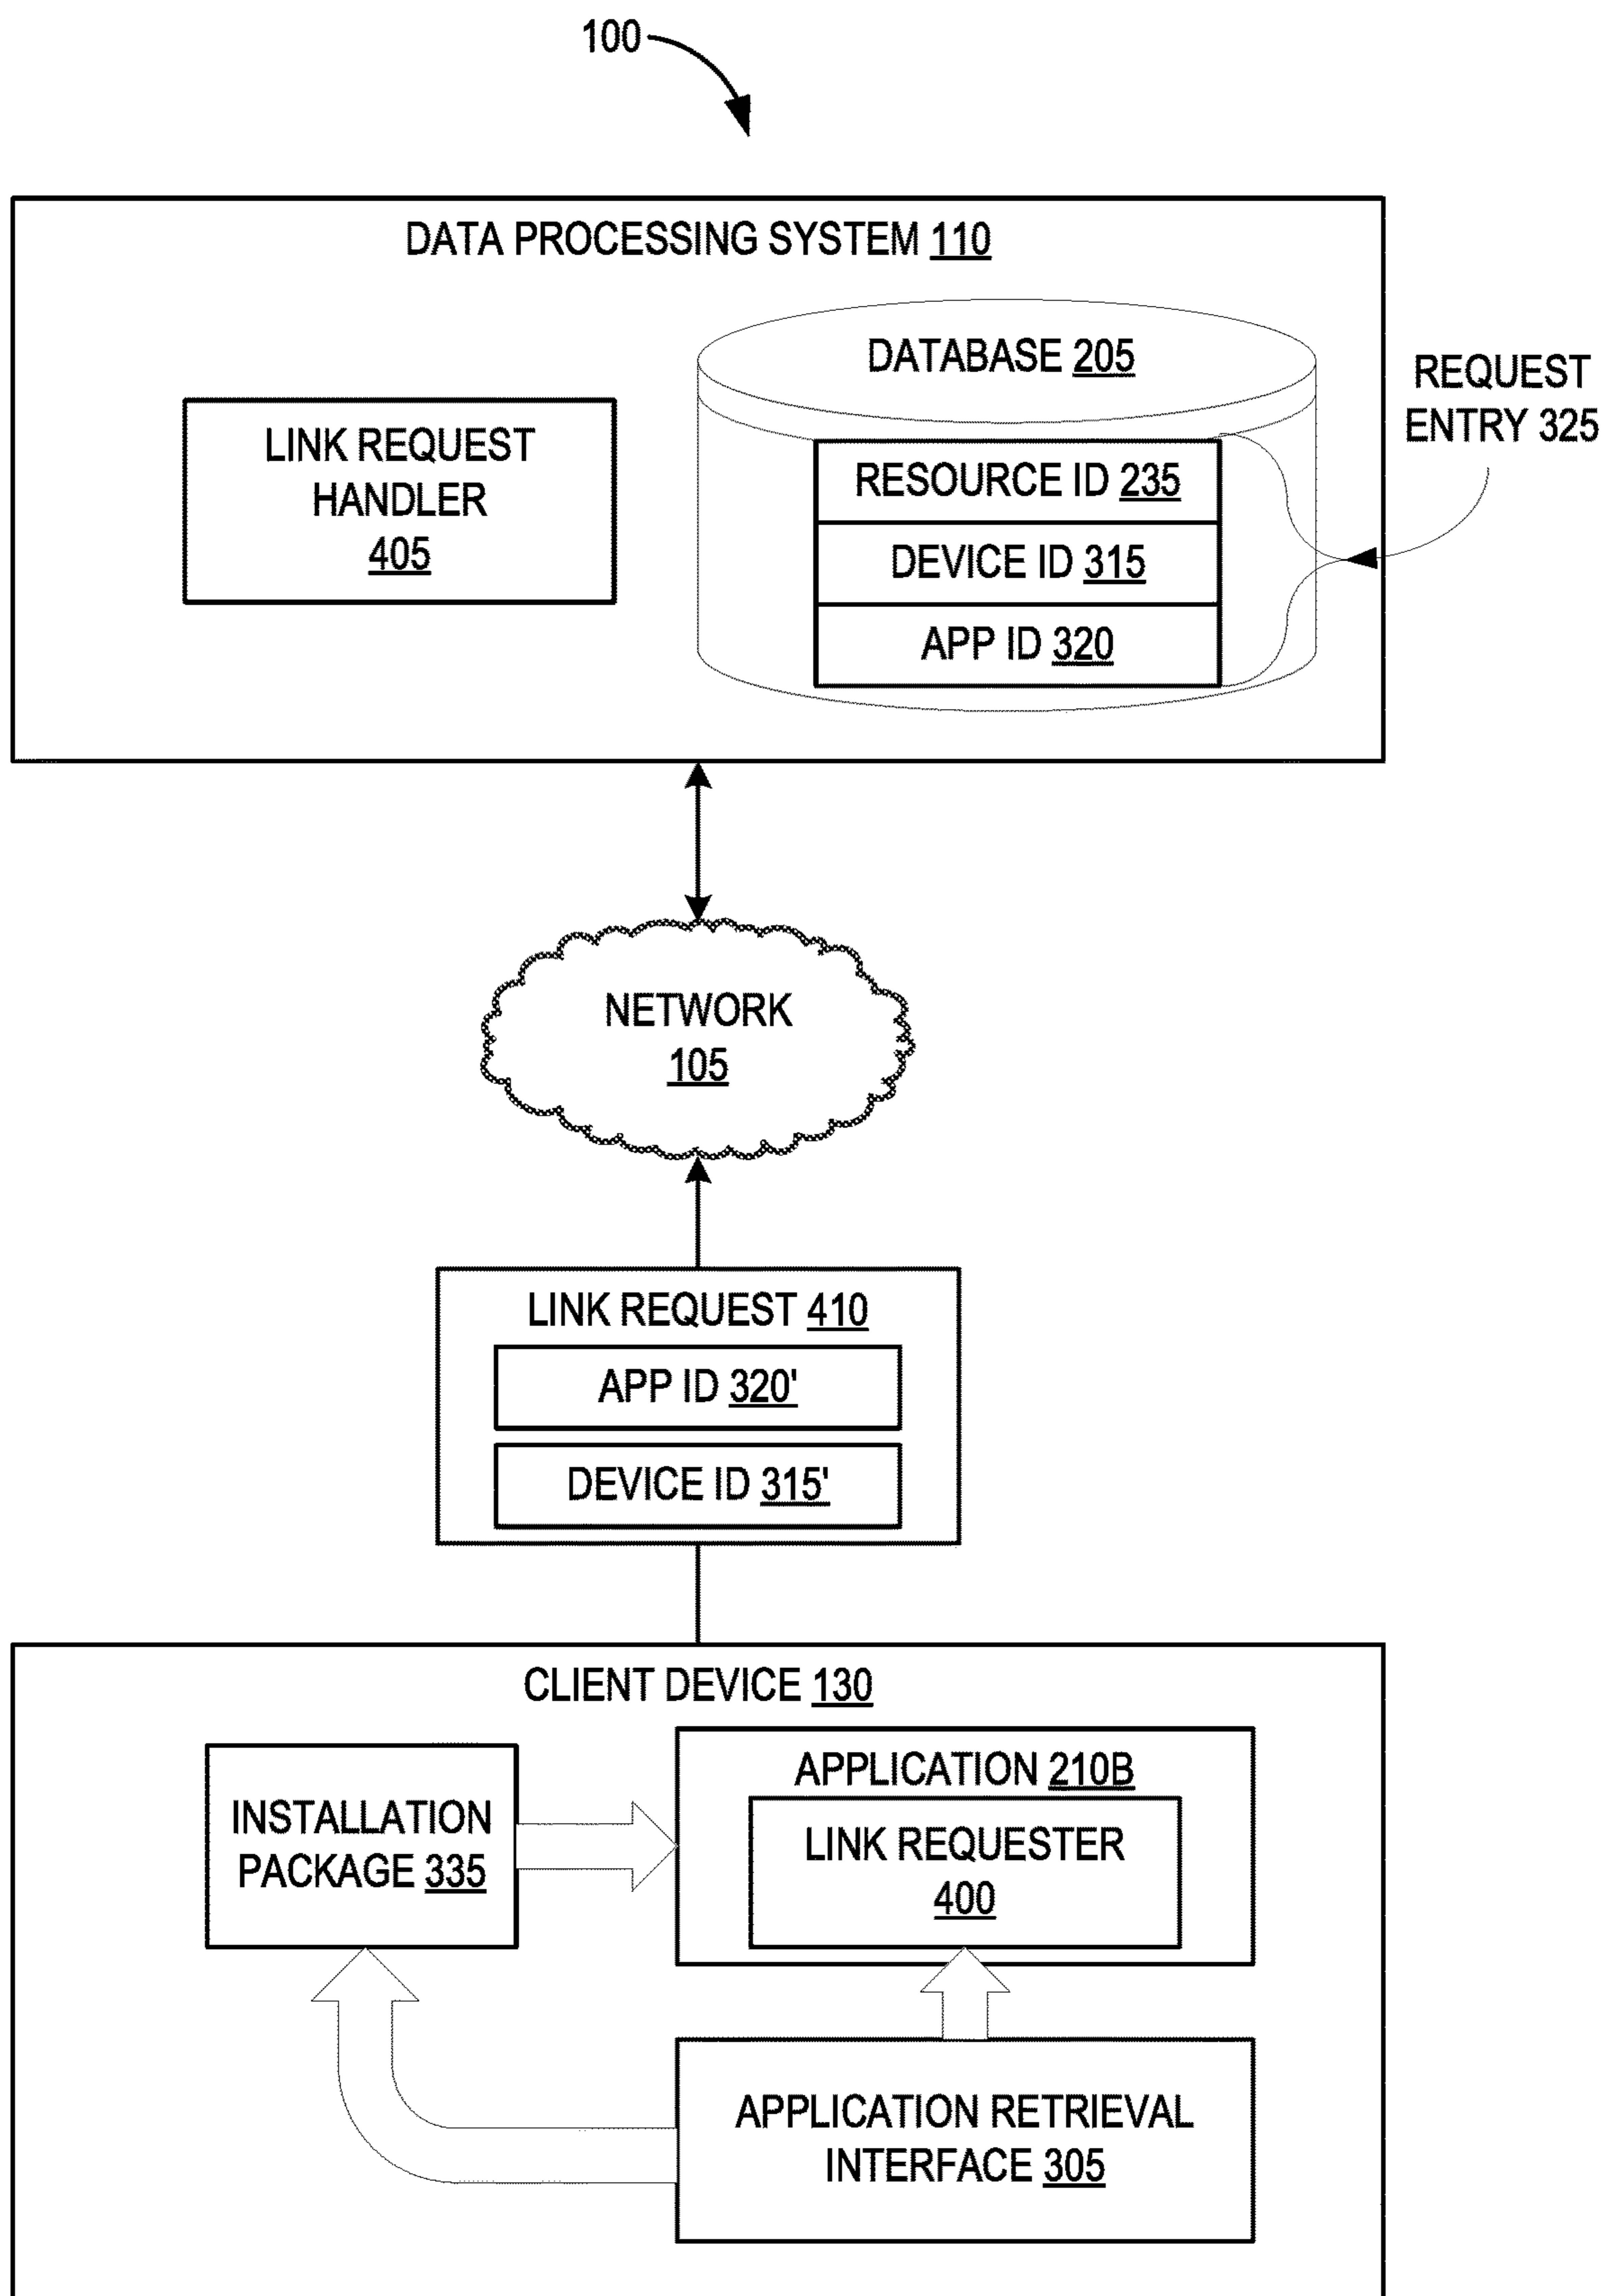 100
DATA PROCESSING SYSTEM 110
DATABASE 205
REQUEST
ENTRY 325
LINK REQUEST
HANDLER
405
RESOURCE ID 235
DEVICE ID 315
APP ID 320
NETWORK
105
LINK REQUEST 410
APP ID 320'
DEVICE ID 315'
CLIENT DEVICE 130
INSTALLATION
PACKAGE 335
APPLICATION 210B
LINK REQUESTER
400
APPLICATION RETRIEVAL
INTERFACE 305